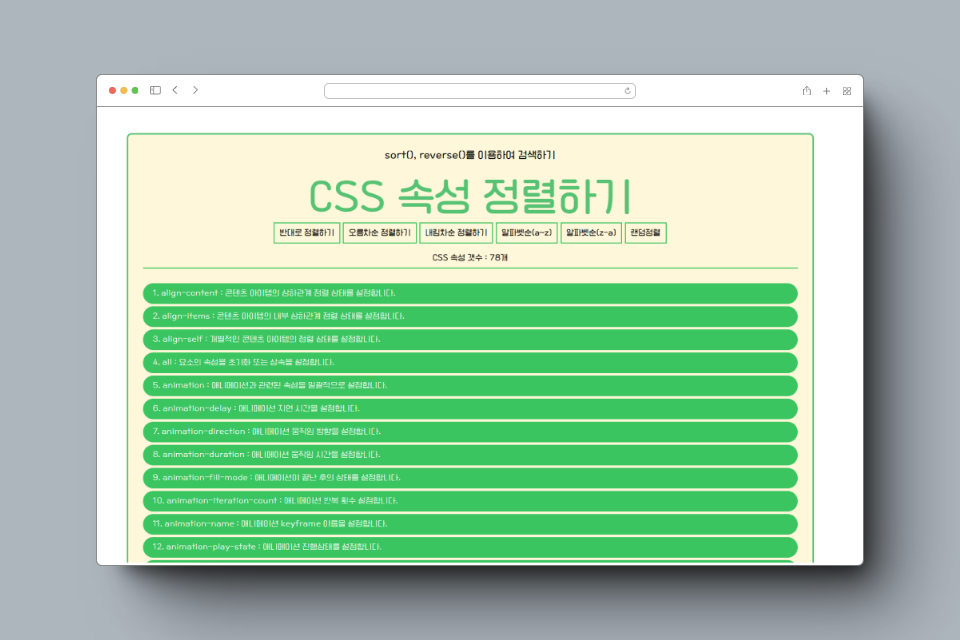 sort(), reverse()를 이용하여 검색하기
CSS 속성 정렬하기
반대로 정렬하기 오름차순 정렬하기 내림차순 정렬하기 알파벳순(a-z) 알파벳순(z-a) 랜덤정렬
CSS 속성 갯수 : 78개
1. align-content : 콘텐츠 아이템의 상하관계 정렬 상태를 설정합니다.
2. align-items : 콘텐츠 아이템의 내부 상하관계 정렬 상태를 설정합니다.
3. align-self : 개별적인 콘텐츠 아이템의 정렬 상태를 설정합니다.
4. all : 요소의 속성을 초기화 또는 상속을 설정합니다.
5. animation : 애니메이션과 관련된 속성을 일괄적으로 설정합니다.
6. animation-delay : 애니메이션 지연 시간을 설정합니다.
7. animation-direction : 애니메이션 움직임 방향을 설정합니다.
8. animation-duration : 애니메이션 움직임 시간을 설정합니다.
9. animation-fill-mode : 애니메이션이 끝난 후의 상태를 설정합니다.
10. animation-iteration-count : 애니메이션 반복 횟수 설정합니다.
11. animation-name : 애니메이션 keyframe 이름을 설정합니다.
12. animation-play-state : 애니메이션 진행상태를 설정합니다.